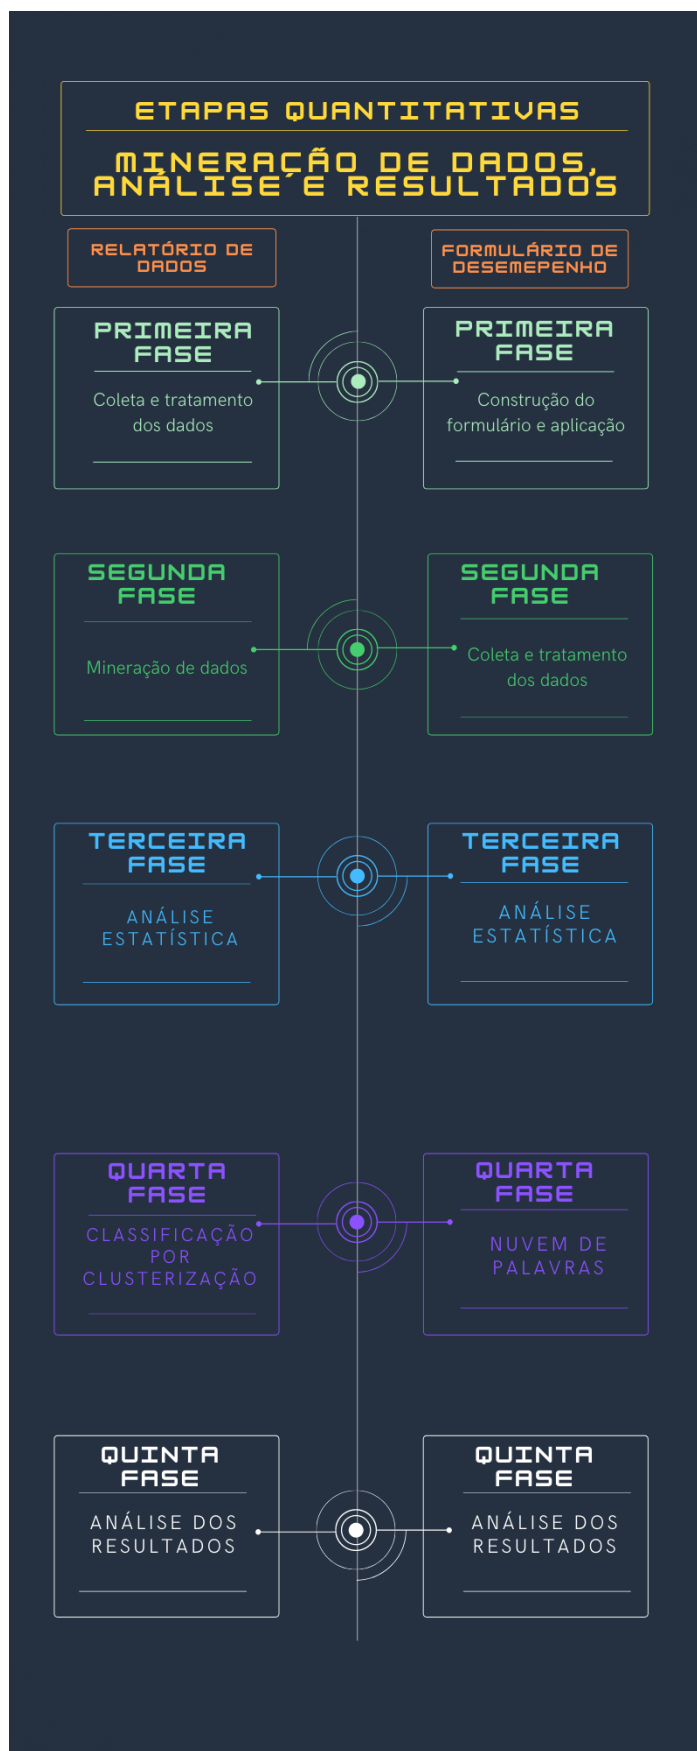 ETAPAS QUANTITATIVAS
MINERAÇÃO DE DADOS,
ANÁLISE E RESULTADOS
RELATÓRIO DE
DADOS
FORMULÁRIO DE
DESEMEPENHO
PRIMEIRA
FASE
Coleta e tratamento
dos dados
PRIMEIRA
FASE
Construção do
formulário e aplicação
SEGUNDA
FASE
Mineração de dados
SEGUNDA
FASE
Coleta e tratamento
dos dados
TERCEIRA
FASE
ANÁLISE
ESTATÍSTICA
TERCEIRA
FASE
ANÁLISE
ESTATÍSTICA
QUARTA
FASE
CLASSIFICAÇÃO
POR
CLUSTERIZAÇÃO
QUARTA
FASE
NUVEM DE
PALAVRAS
QUINTA
FASE
ANÁLISE DOS
RESULTADOS
QUINTA
FASE
ANÁLISE DOS
RESULTADOS